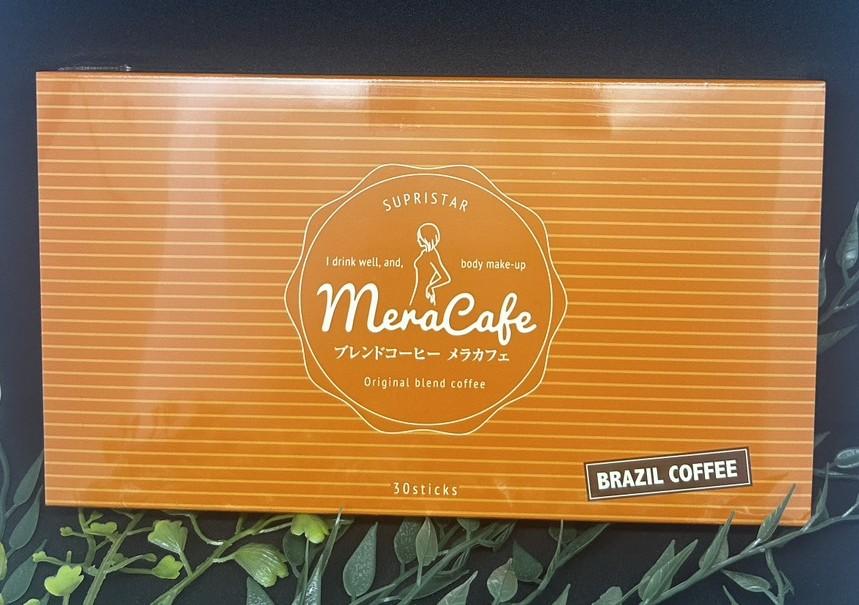 SUPRISTAR
I drink well, and, body make-up
MeraCafe
ブレンドコーヒー メラカフェ
Original blend coffee
30sticks
BRAZIL COFFEE